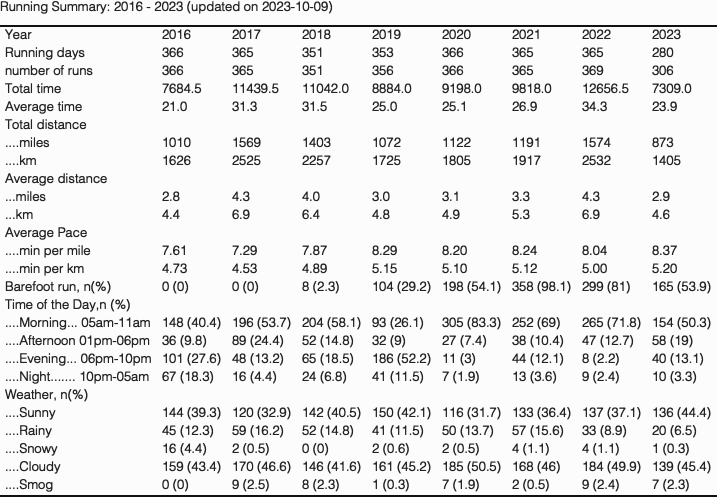 Running Summary: 2016 - 2023 (updated on 2023-10-09)
Year 2016 2017 2018 2019 2020 2021 2022 2023
Running days 366 365 351 353 366 365 365 280
number of runs 366 365 351 356 366 365 369 306
Total time 7684.5 11439.5 11042.0 8884.0 9198.0 9818.0 12656.5 7309.0
Average time 21.0 31.3 31.5 25.0 25.1 26.9 34.3 23.9
Total distance
....miles 1010 1569 1403 1072 1122 1191 1574 873
....km 1626 2525 2257 1725 1805 1917 2532 1405
Average distance
...miles 2.8 4.3 4.0 3.0 3.1 3.3 4.3 2.9
...km 4.4 6.9 6.4 4.8 4.9 5.3 6.9 4.6
Average Pace
....min per mile 7.61 7.29 7.87 8.29 8.20 8.24 8.04 8.37
....min per km 4.73 4.53 4.89 5.15 5.10 5.12 5.00 5.20
Barefoot run, n(%) 0 (0) 0 (0) 8 (2.3) 104 (29.2) 198 (54.1) 358 (98.1) 299 (81) 165 (53.9)
Time of the Day,n (%)
....Morning... 05am-11am 148 (40.4) 196 (53.7) 204 (58.1) 93 (26.1) 305 (83.3) 252 (69) 265 (71.8) 154 (50.3)
....Afternoon 01pm-06pm 36 (9.8) 89 (24.4) 52 (14.8) 32 (9) 27 (7.4) 38 (10.4) 47 (12.7) 58 (19)
....Evening... 06pm-10pm 101 (27.6) 48 (13.2) 65 (18.5) 186 (52.2) 11 (3) 44 (12.1) 8 (2.2) 40 (13.1)
....Night....... 10pm-05am 67 (18.3) 16 (4.4) 24 (6.8) 41 (11.5) 7 (1.9) 13 (3.6) 9 (2.4) 10 (3.3)
Weather, n(%)
....Sunny 144 (39.3) 120 (32.9) 142 (40.5) 150 (42.1) 116 (31.7) 133 (36.4) 137 (37.1) 136 (44.4)
....Rainy 45 (12.3) 59 (16.2) 52 (14.8) 41 (11.5) 50 (13.7) 57 (15.6) 33 (8.9) 20 (6.5)
....Snowy 16 (4.4) 2 (0.5) 0 (0) 2 (0.6) 2 (0.5) 4 (1.1) 4 (1.1) 1 (0.3)
....Cloudy 159 (43.4) 170 (46.6) 146 (41.6) 161 (45.2) 185 (50.5) 168 (46) 184 (49.9) 139 (45.4)
....Smog 0 (0) 9 (2.5) 8 (2.3) 1 (0.3) 7 (1.9) 2 (0.5) 9 (2.4) 7 (2.3)